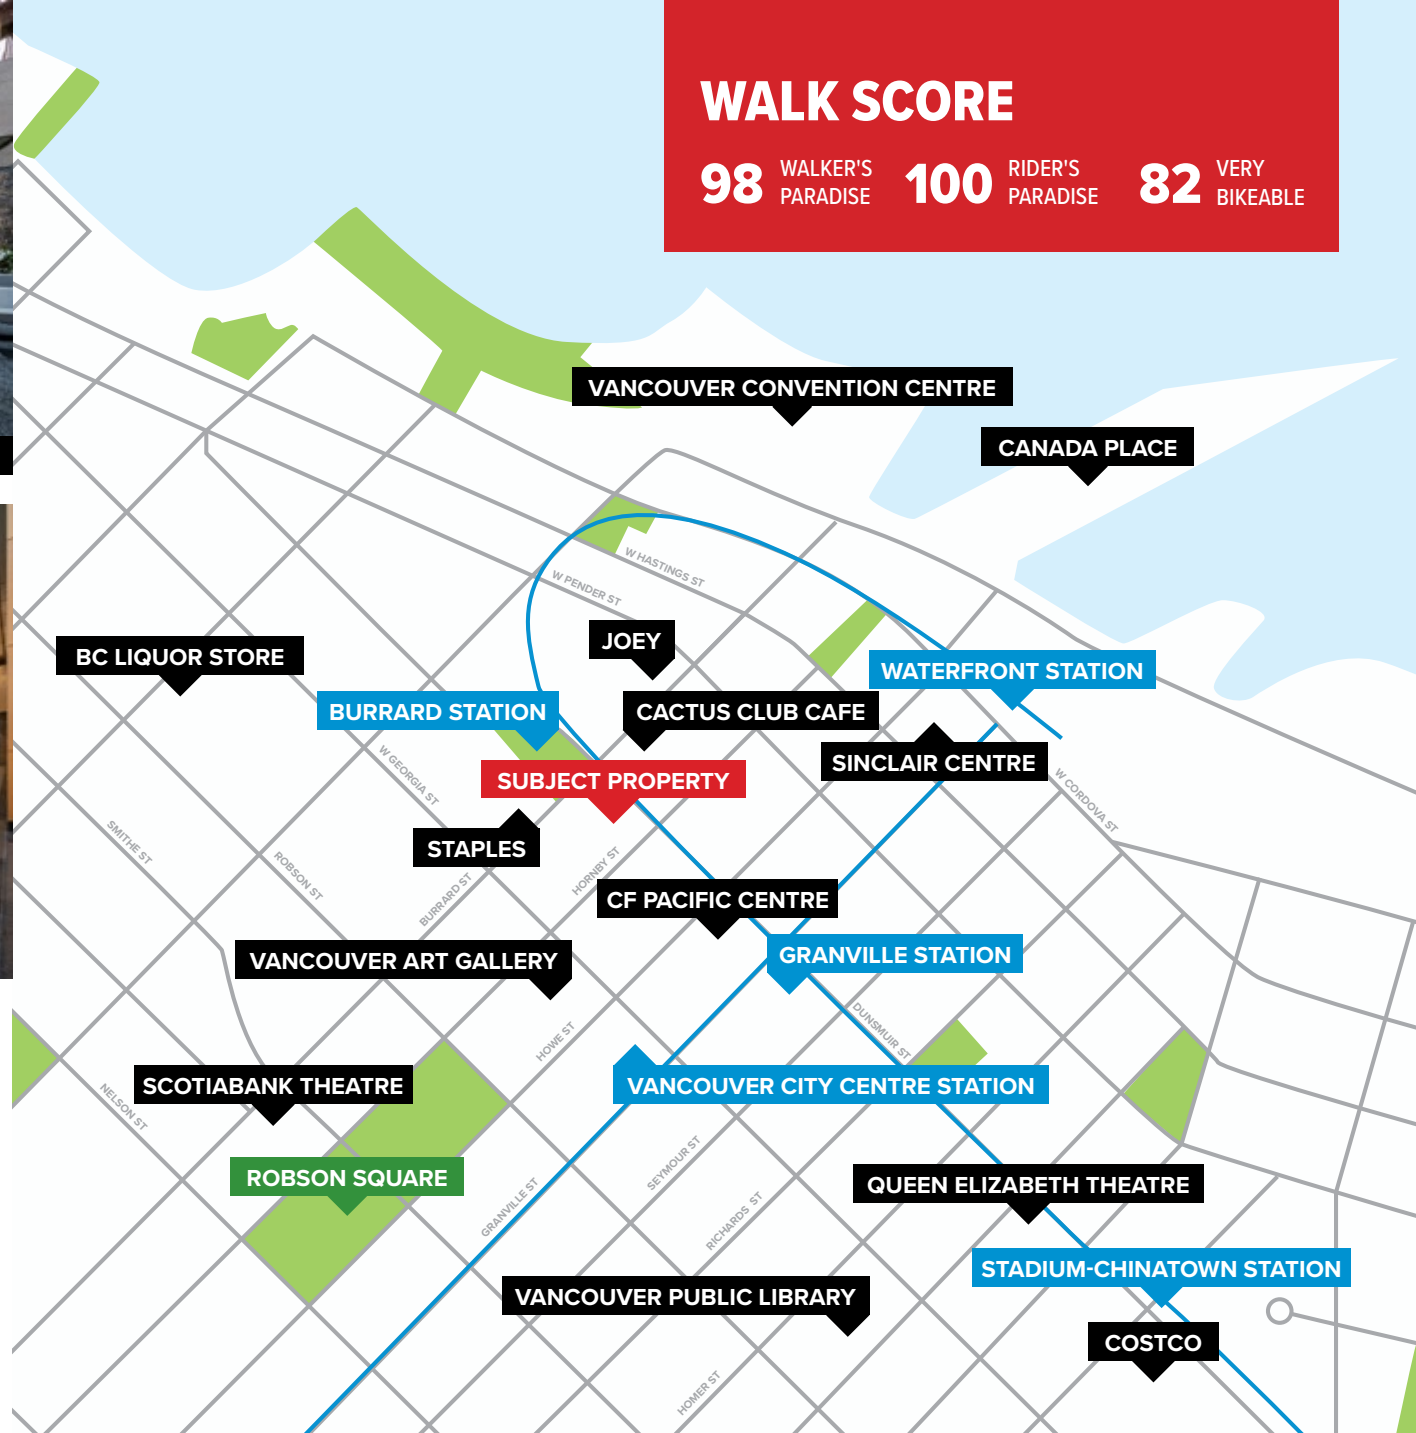 WALK SCORE
98 WALKER'S PARADISE
100 RIDER'S PARADISE
82 VERY BIKEABLE
VANCOUVER CONVENTION CENTRE
CANADA PLACE
W HASTINGS ST
W PENDER ST
JOEY
BC LIQUOR STORE
WATERFRONT STATION
BURRARD STATION
CACTUS CLUB CAFE
SINCLAIR CENTRE
W GEORGIA ST
SUBJECT PROPERTY
W CORDOVA ST
SMITHE ST
STAPLES
ROBSON ST
BURRARD ST
HORNBY ST
CF PACIFIC CENTRE
VANCOUVER ART GALLERY
GRANVILLE STATION
HOWE ST
DUNSMUIR ST
SCOTIABANK THEATRE
VANCOUVER CITY CENTRE STATION
NELSON ST
ROBSON SQUARE
SEYMOUR ST
QUEEN ELIZABETH THEATRE
GRANVILLE ST
RICHARDS ST
STADIUM-CHINATOWN STATION
VANCOUVER PUBLIC LIBRARY
COSTCO
HOMER ST